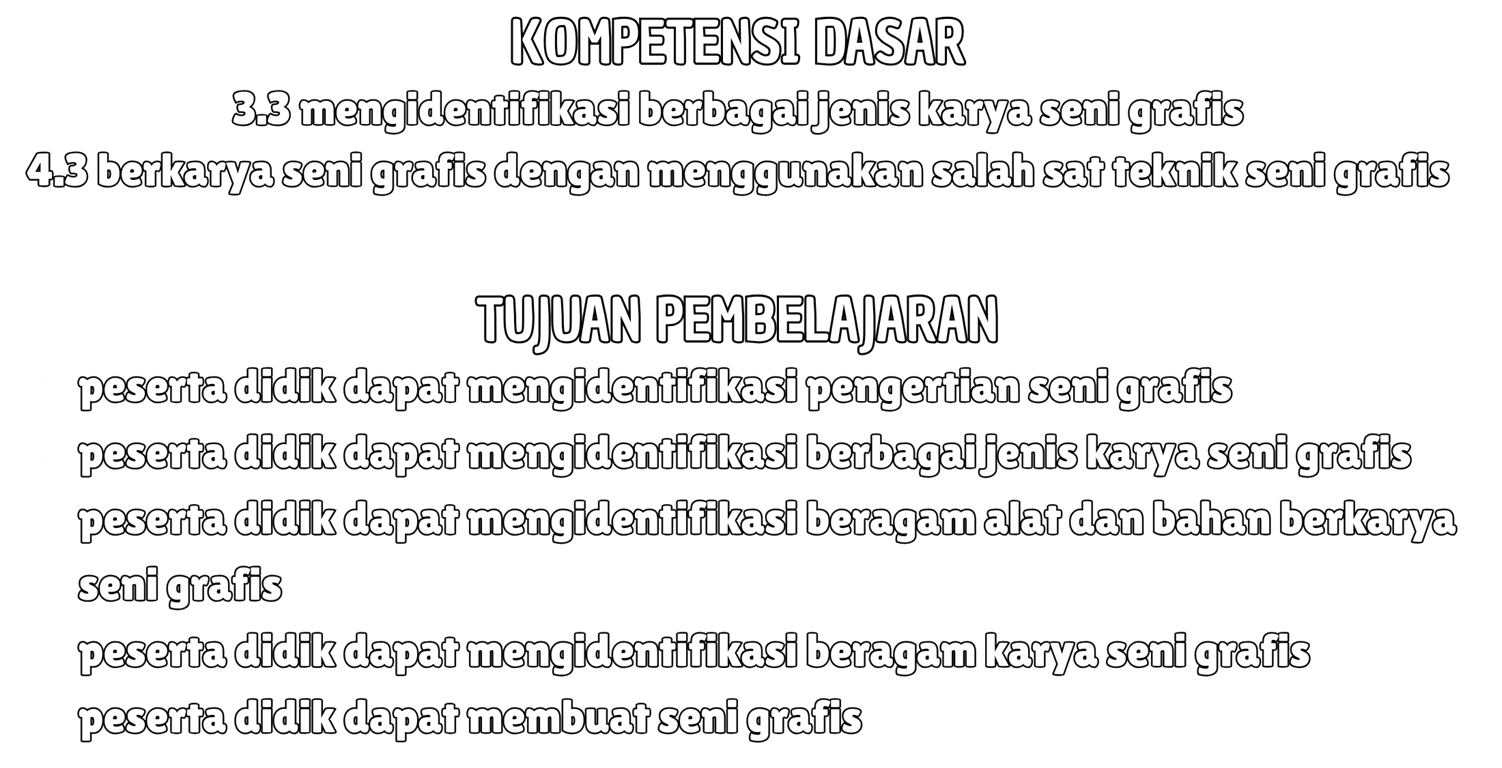 KOMPETENSI DASAR
3.3 mengidentifikasi berbagai jenis karya seni grafis
4.3 berkarya seni grafis dengan menggunakan salah sat teknik seni grafis
TUJUAN PEMBELAJARAN
peserta didik dapat mengidentifikasi pengertian seni grafis
peserta didik dapat mengidentifikasi berbagai jenis karya seni grafis
peserta didik dapat mengidentifikasi beragam alat dan bahan berkarya
seni grafis
peserta didik dapat mengidentifikasi beragam karya seni grafis
peserta didik dapat membuat seni grafis